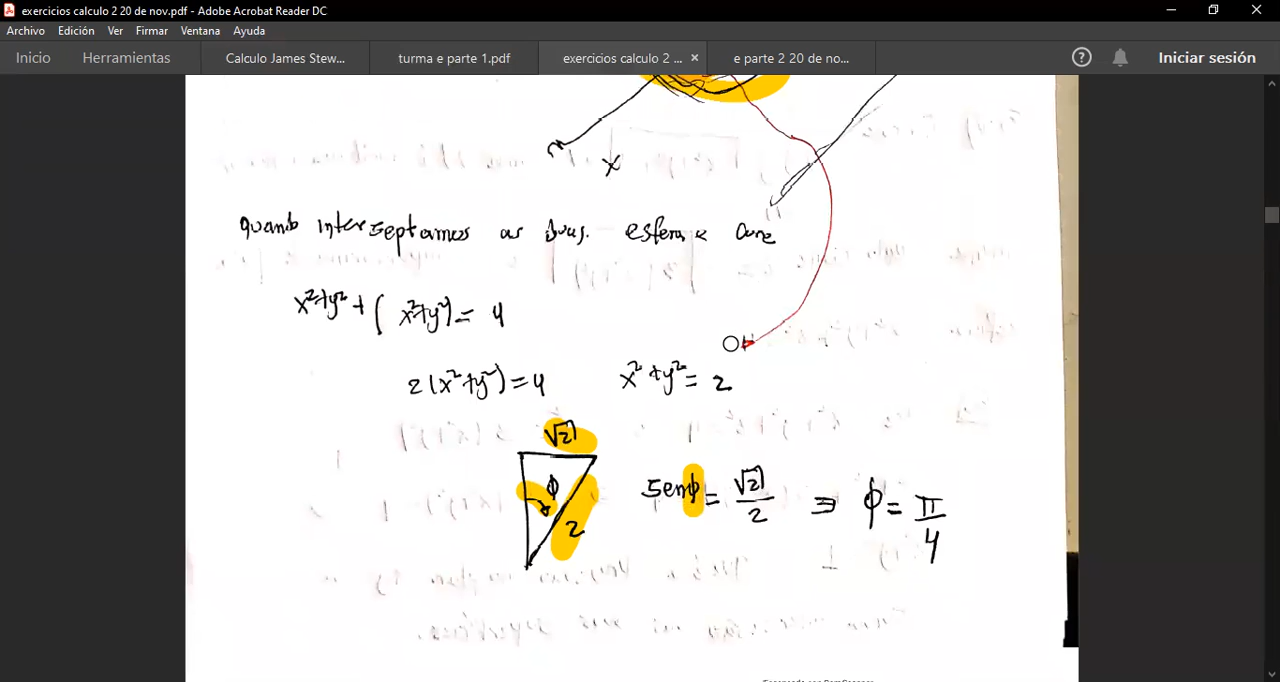 exercicios calculo 2 20 de nov.pdf - Adobe Acrobat Reader DC
Archivo Edición Ver Firmar Ventana Ayuda
Inicio Herramientas Calculo James Stew... turma e parte 1.pdf exercicios calculo 2 ... × e parte 2 20 de no... Iniciar sesión
x
quando interseptamos as duas. esfera e cone
x²+y²+(x²+y²)= 4
2(x²+y²)=4 x²+y²= 2
√2
ϕ
2
senϕ = √2/2 ⇒ ϕ = π/4